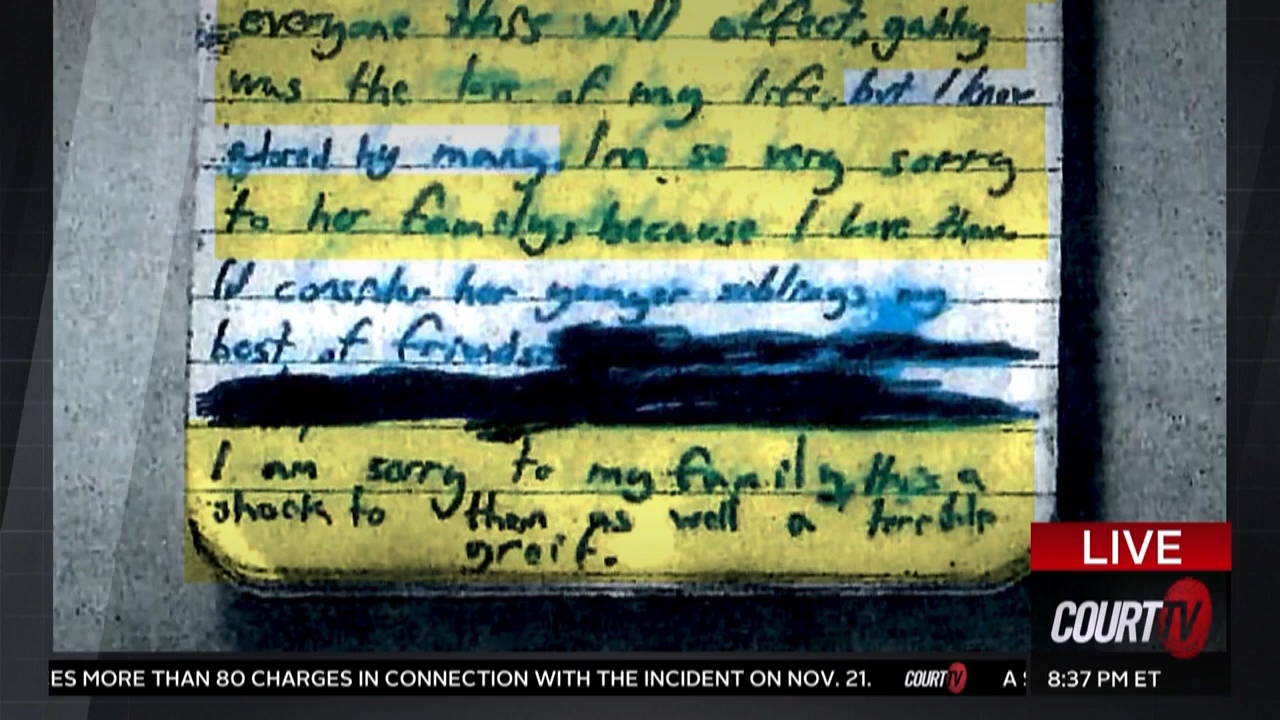 everyone this will affect, gabby
was the love of my life, but I know
adored by many. I'm so very sorry
to her familys because I love them.
I'd consider her younger siblings my
best of friends
I am sorry to my family, this a
shock to them as well a terrible
greif.
LIVE
COURT TV
ES MORE THAN 80 CHARGES IN CONNECTION WITH THE INCIDENT ON NOV. 21. COURT TV A 8:37 PM ET